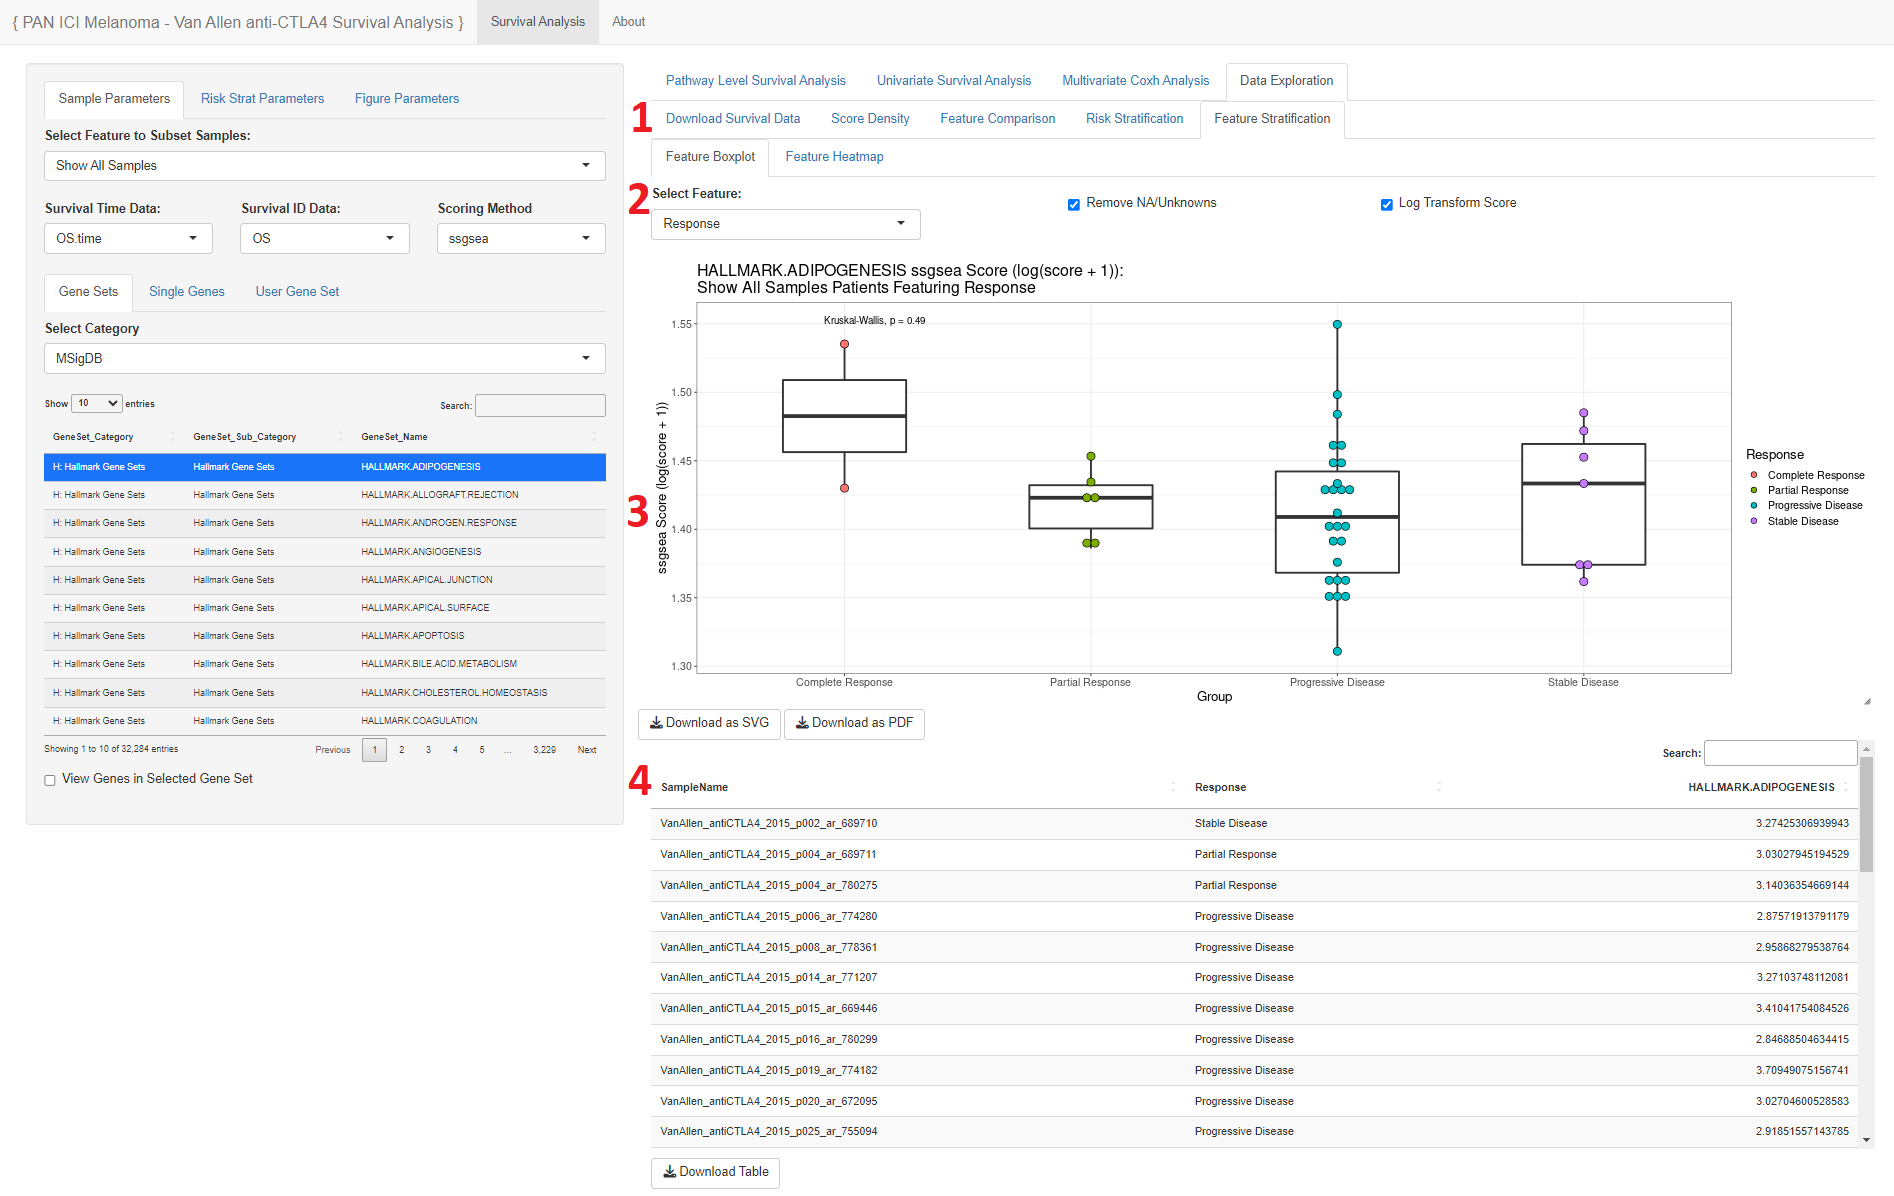 { PAN ICI Melanoma - Van Allen anti-CTLA4 Survival Analysis } Survival Analysis About
Sample Parameters Risk Strat Parameters Figure Parameters
Select Feature to Subset Samples:
Show All Samples
Survival Time Data: Survival ID Data: Scoring Method
OS.time OS ssgsea
Gene Sets Single Genes User Gene Set
Select Category
MSigDB
Show 10 entries Search:
GeneSet_Category GeneSet_Sub_Category GeneSet_Name
H: Hallmark Gene Sets Hallmark Gene Sets HALLMARK.ADIPOGENESIS
H: Hallmark Gene Sets Hallmark Gene Sets HALLMARK.ALLOGRAFT.REJECTION
H: Hallmark Gene Sets Hallmark Gene Sets HALLMARK.ANDROGEN.RESPONSE
H: Hallmark Gene Sets Hallmark Gene Sets HALLMARK.ANGIOGENESIS
H: Hallmark Gene Sets Hallmark Gene Sets HALLMARK.APICAL.JUNCTION
H: Hallmark Gene Sets Hallmark Gene Sets HALLMARK.APICAL.SURFACE
H: Hallmark Gene Sets Hallmark Gene Sets HALLMARK.APOPTOSIS
H: Hallmark Gene Sets Hallmark Gene Sets HALLMARK.BILE.ACID.METABOLISM
H: Hallmark Gene Sets Hallmark Gene Sets HALLMARK.CHOLESTEROL.HOMEOSTASIS
H: Hallmark Gene Sets Hallmark Gene Sets HALLMARK.COAGULATION
Showing 1 to 10 of 32,284 entries Previous 1 2 3 4 5 ... 3,229 Next
View Genes in Selected Gene Set
Pathway Level Survival Analysis Univariate Survival Analysis Multivariate Coxh Analysis Data Exploration
1 Download Survival Data Score Density Feature Comparison Risk Stratification Feature Stratification
Feature Boxplot Feature Heatmap
2 Select Feature: Remove NA/Unknowns Log Transform Score
Response
HALLMARK.ADIPOGENESIS ssgsea Score (log(score + 1)):
Show All Samples Patients Featuring Response
Kruskal-Wallis, p = 0.49
1.55
1.50
1.45
1.40
1.35
1.30
3
ssgsea Score (log(score + 1))
Complete Response Partial Response Progressive Disease Stable Disease
Group
Response
Complete Response
Partial Response
Progressive Disease
Stable Disease
Download as SVG Download as PDF
Search:
4 SampleName Response HALLMARK.ADIPOGENESIS
VanAllen_antiCTLA4_2015_p002_ar_689710 Stable Disease 3.27425306939943
VanAllen_antiCTLA4_2015_p004_ar_689711 Partial Response 3.03027945194529
VanAllen_antiCTLA4_2015_p004_ar_780275 Partial Response 3.14036354669144
VanAllen_antiCTLA4_2015_p006_ar_774280 Progressive Disease 2.87571913791179
VanAllen_antiCTLA4_2015_p008_ar_778361 Progressive Disease 2.95868279538764
VanAllen_antiCTLA4_2015_p014_ar_771207 Progressive Disease 3.27103748112081
VanAllen_antiCTLA4_2015_p015_ar_669446 Progressive Disease 3.41041754084526
VanAllen_antiCTLA4_2015_p016_ar_780299 Progressive Disease 2.84688504634415
VanAllen_antiCTLA4_2015_p019_ar_774182 Progressive Disease 3.70949075156741
VanAllen_antiCTLA4_2015_p020_ar_672095 Progressive Disease 3.02704600528583
VanAllen_antiCTLA4_2015_p025_ar_755094 Progressive Disease 2.91851557143785
Download Table